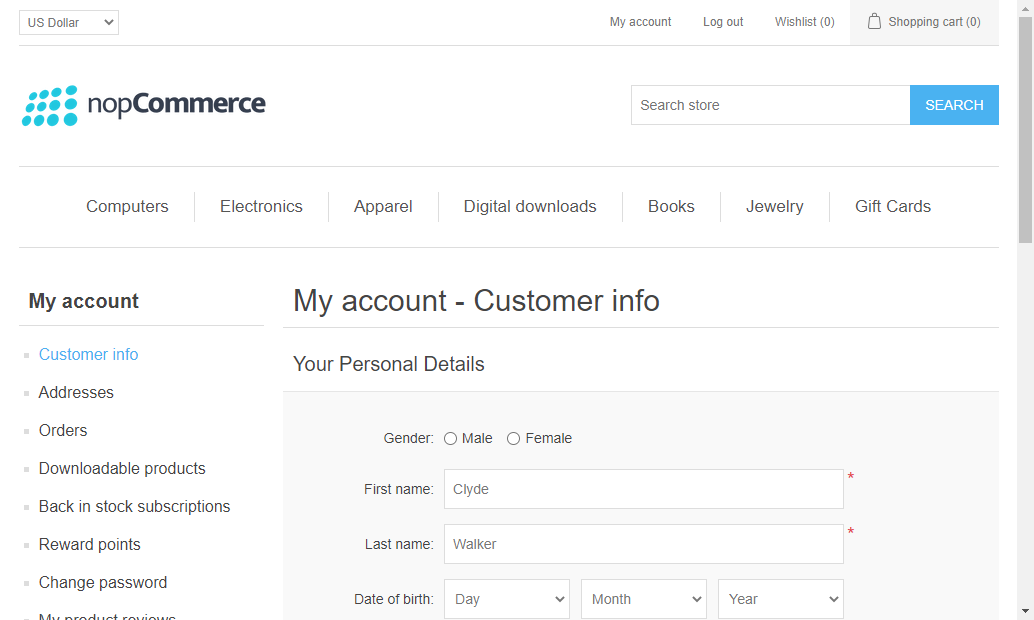 US Dollar My account Log out Wishlist (0) Shopping cart (0)
nopCommerce Search store SEARCH
Computers Electronics Apparel Digital downloads Books Jewelry Gift Cards
My account
Customer info
Addresses
Orders
Downloadable products
Back in stock subscriptions
Reward points
Change password
My product reviews
My account - Customer info
Your Personal Details
Gender: Male Female
First name: Clyde *
Last name: Walker *
Date of birth: Day Month Year